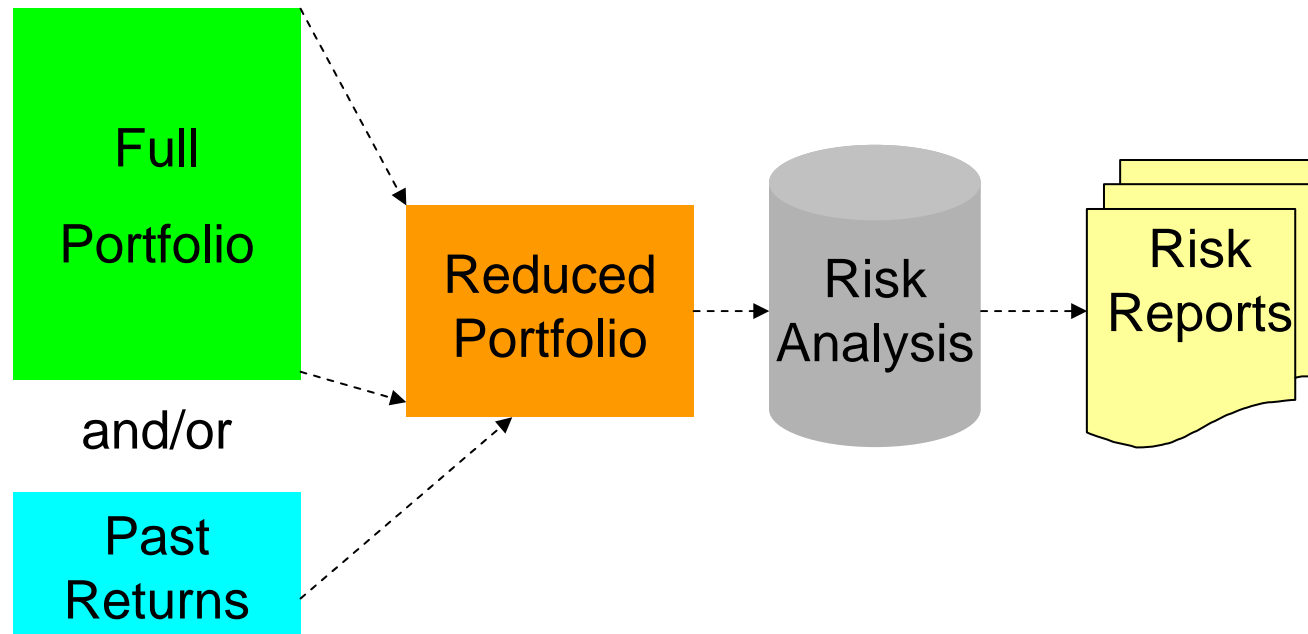 Full
Portfolio
and/or
Past
Returns
Reduced
Portfolio
Risk
Analysis
Risk
Reports